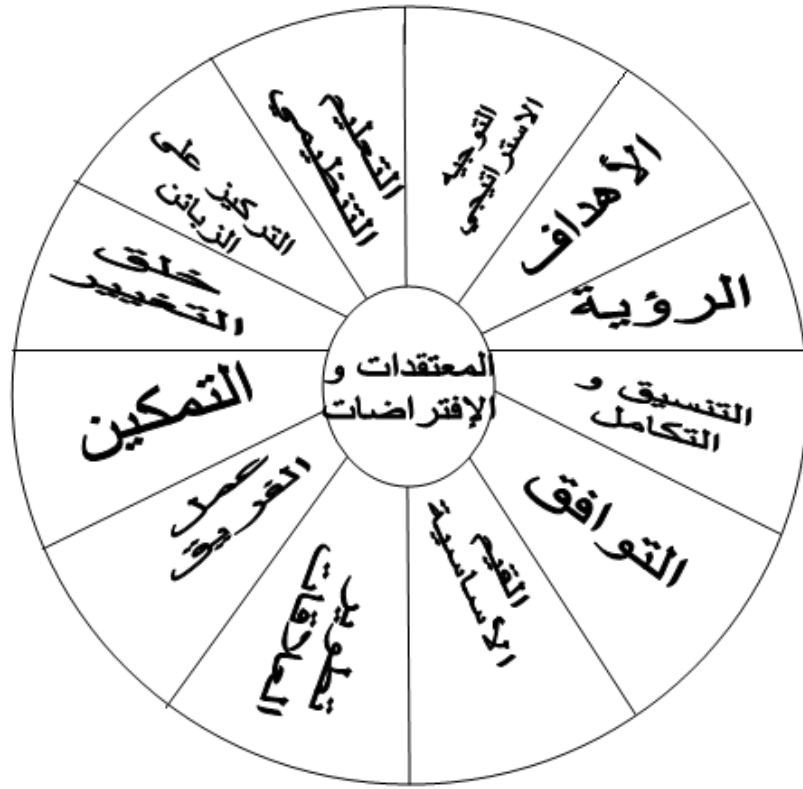 التوجيه
الاستراتيجي
الأهداف
الرؤية
التنسيق و
التكامل
التوافق
القيم
الأساسية
تطوير
العلاقات
عمل
الفريق
التمكين
خلق
التغيير
التركيز على
الزبائن
التعليم
التنظيمي
المعتقدات و
الإفتراضات